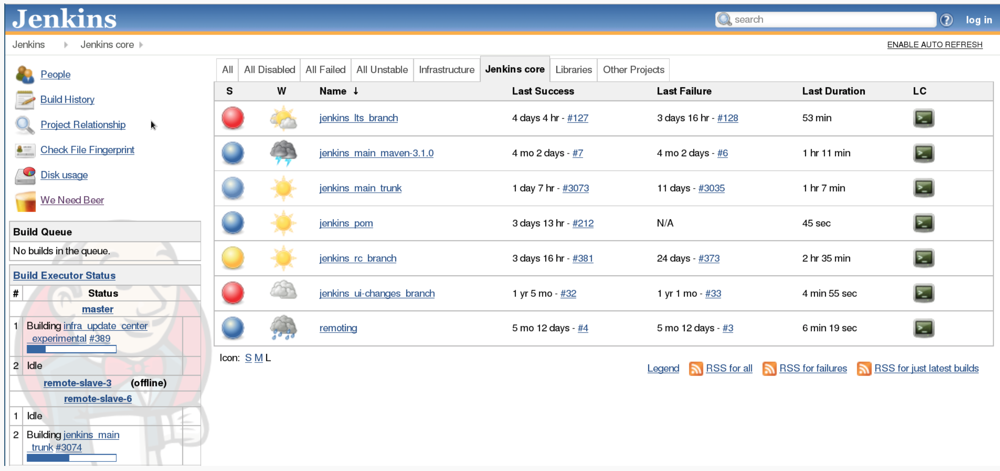 Jenkins
search
? log in
Jenkins Jenkins core
ENABLE AUTO REFRESH
People
Build History
Project Relationship
Check File Fingerprint
Disk usage
We Need Beer
Build Queue
No builds in the queue.
Build Executor Status
# Status
master
1 Building infra_update_center
_experimental #389
2 Idle
remote-slave-3 (offline)
remote-slave-6
1 Idle
2 Building jenkins_main
_trunk #3074
All All Disabled All Failed All Unstable Infrastructure Jenkins core Libraries Other Projects
S W Name ↓ Last Success Last Failure Last Duration LC
jenkins_lts_branch 4 days 4 hr - #127 3 days 16 hr - #128 53 min
jenkins_main_maven-3.1.0 4 mo 2 days - #7 4 mo 2 days - #6 1 hr 11 min
jenkins_main_trunk 1 day 7 hr - #3073 11 days - #3035 1 hr 7 min
jenkins_pom 3 days 13 hr - #212 N/A 45 sec
jenkins_rc_branch 3 days 16 hr - #381 24 days - #373 2 hr 35 min
jenkins_ui-changes_branch 1 yr 5 mo - #32 1 yr 1 mo - #33 4 min 55 sec
remoting 5 mo 12 days - #4 5 mo 12 days - #3 6 min 19 sec
Icon: S M L
Legend RSS for all RSS for failures RSS for just latest builds